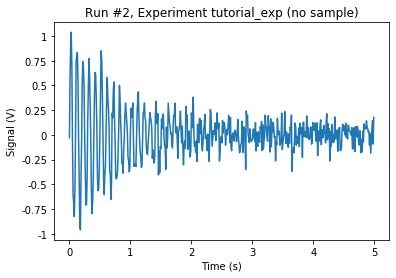 Run #2, Experiment tutorial_exp (no sample)
1
0.75
0.5
0.25
0
-0.25
-0.5
-0.75
-1
Signal (V)
0 1 2 3 4 5
Time (s)